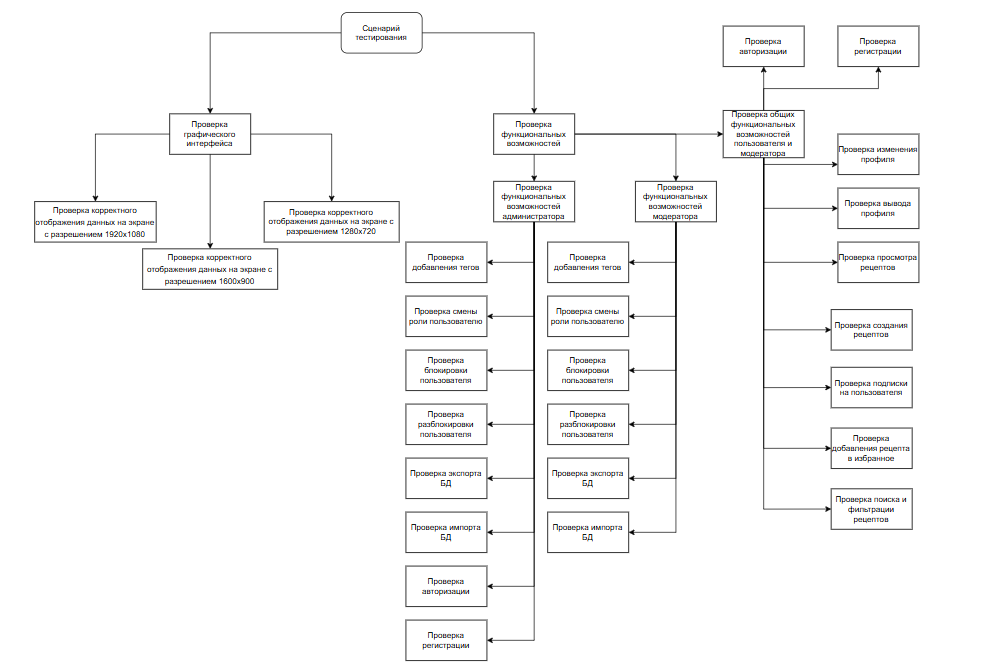 Сценарий
тестирования
Проверка
авторизации
Проверка
регистрации
Проверка
графического
интерфейса
Проверка
функциональных
возможностей
Проверка общих
функциональных
возможностей
пользователя и
модератора
Проверка изменения
профиля
Проверка вывода
профиля
Проверка просмотра
рецептов
Проверка создания
рецептов
Проверка подписки
на пользователя
Проверка
добавления рецепта
в избранное
Проверка поиска и
фильтрации
рецептов
Проверка корректного
отображения данных на экране
с разрешением 1920x1080
Проверка корректного
отображения данных на экране с
разрешением 1600x900
Проверка корректного
отображения данных на экране с
разрешением 1280x720
Проверка
функциональных
возможностей
администратора
Проверка
добавления тегов
Проверка смены
роли пользователю
Проверка
блокировки
пользователя
Проверка
разблокировки
пользователя
Проверка экспорта
БД
Проверка импорта
БД
Проверка
авторизации
Проверка
регистрации
Проверка
функциональных
возможностей
модератора
Проверка
добавления тегов
Проверка смены
роли пользователю
Проверка
блокировки
пользователя
Проверка
разблокировки
пользователя
Проверка экспорта
БД
Проверка импорта
БД